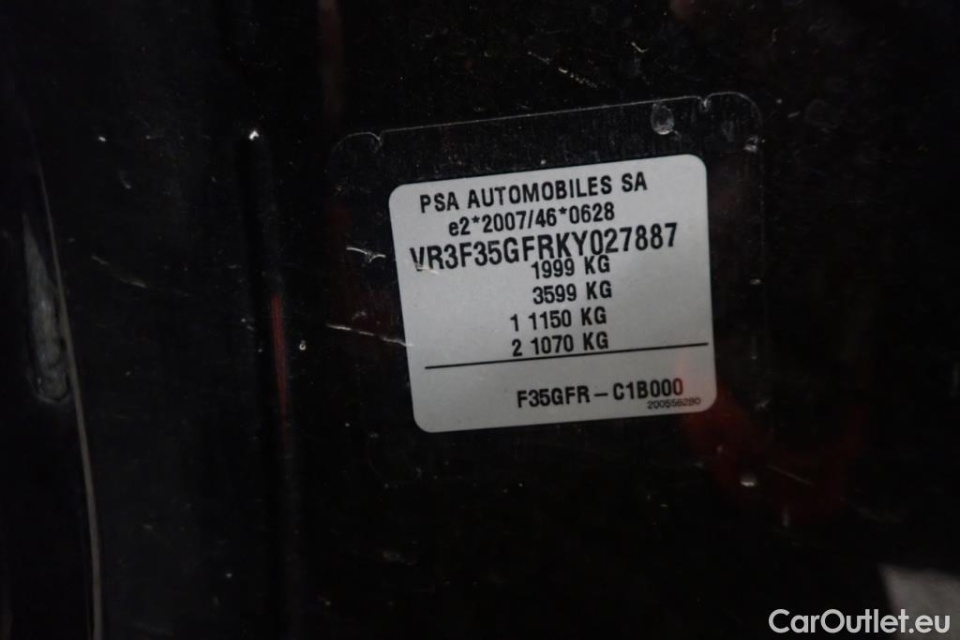 PSA AUTOMOBILES SA
e2*2007/46*0628
VR3F35GFRKY027887
1999 KG
3599 KG
1 1150 KG
2 1070 KG
F35GFR – C1B000
200556280
CarOutlet.eu